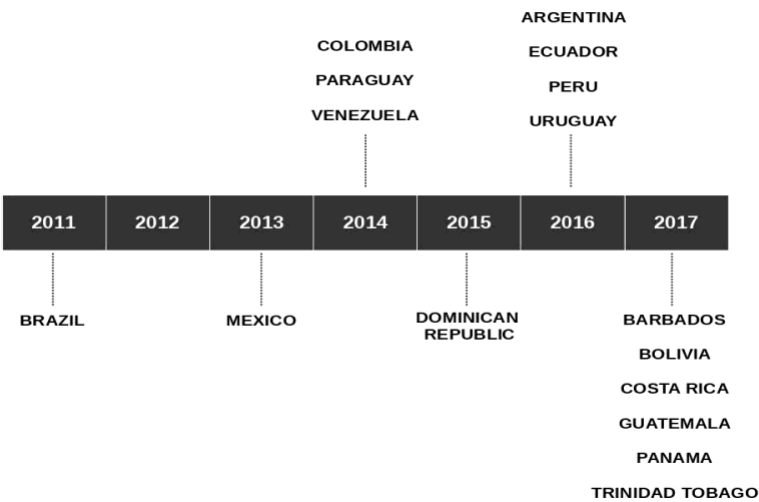 COLOMBIA
PARAGUAY
VENEZUELA
ARGENTINA
ECUADOR
PERU
URUGUAY
2011 2012 2013 2014 2015 2016 2017
BRAZIL
MEXICO
DOMINICAN
REPUBLIC
BARBADOS
BOLIVIA
COSTA RICA
GUATEMALA
PANAMA
TRINIDAD TOBAGO